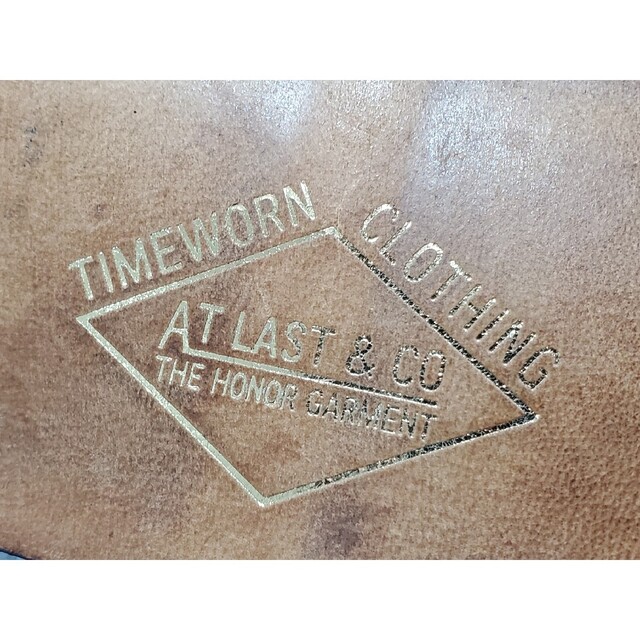 TIMEWORN CLOTHING
AT LAST & CO
THE HONOR GARMENT